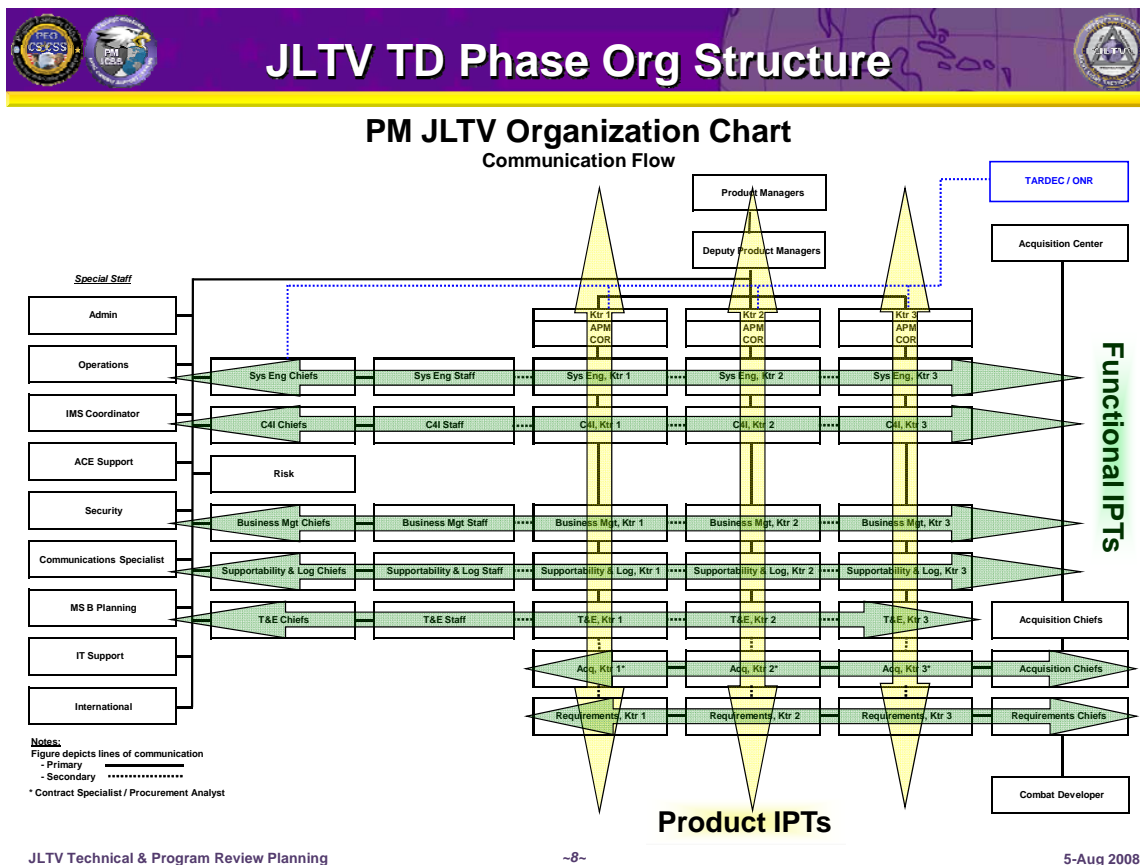 PEO
CS&CSS
PM
JCSS
JLTV
JLTV TD Phase Org Structure
PM JLTV Organization Chart
Communication Flow
TARDEC / ONR
Product Managers
Acquisition Center
Deputy Product Managers
Special Staff
Admin
Ktr 1
Ktr 2
Ktr 3
APM
APM
APM
COR
COR
COR
Operations
Sys Eng Chiefs
Sys Eng Staff
Sys Eng, Ktr 1
Sys Eng, Ktr 2
Sys Eng, Ktr 3
IMS Coordinator
C4I Chiefs
C4I Staff
C4I, Ktr 1
C4I, Ktr 2
C4I, Ktr 3
ACE Support
Risk
Security
Business Mgt Chiefs
Business Mgt Staff
Business Mgt, Ktr 1
Business Mgt, Ktr 2
Business Mgt, Ktr 3
Communications Specialist
Supportability & Log Chiefs
Supportability & Log Staff
Supportability & Log, Ktr 1
Supportability & Log, Ktr 2
Supportability & Log, Ktr 3
MS B Planning
T&E Chiefs
T&E Staff
T&E, Ktr 1
T&E, Ktr 2
T&E, Ktr 3
Acquisition Chiefs
IT Support
Acq, Ktr 1*
Acq, Ktr 2*
Acq, Ktr 3*
Acquisition Chiefs
International
Requirements, Ktr 1
Requirements, Ktr 2
Requirements, Ktr 3
Requirements Chiefs
Functional IPTs
Notes:
Figure depicts lines of communication
- Primary
- Secondary
* Contract Specialist / Procurement Analyst
Combat Developer
Product IPTs
JLTV Technical & Program Review Planning
~8~
5-Aug 2008